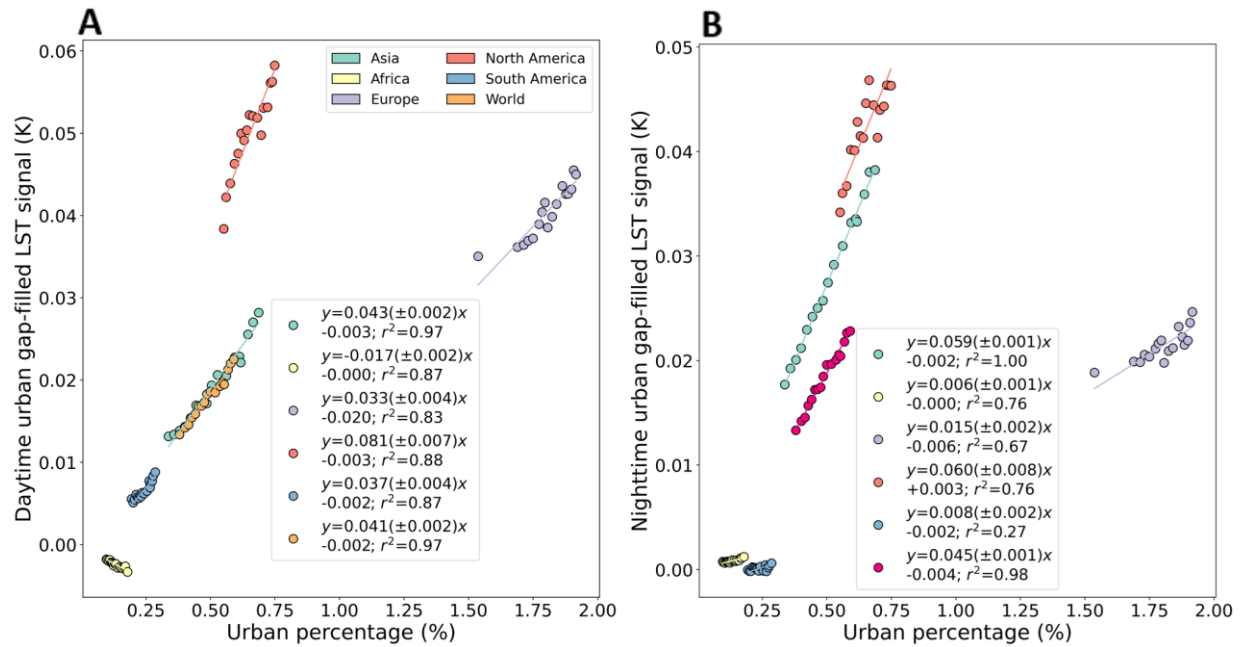 A
Daytime urban gap-filled LST signal (K)
0.06
0.05
0.04
0.03
0.02
0.01
0.00
Asia
Africa
Europe
North America
South America
World
y=0.043(±0.002)x
-0.003; r²=0.97
y=-0.017(±0.002)x
-0.000; r²=0.87
y=0.033(±0.004)x
-0.020; r²=0.83
y=0.081(±0.007)x
-0.003; r²=0.88
y=0.037(±0.004)x
-0.002; r²=0.87
y=0.041(±0.002)x
-0.002; r²=0.97
0.25 0.50 0.75 1.00 1.25 1.50 1.75 2.00
Urban percentage (%)
B
Nighttime urban gap-filled LST signal (K)
0.05
0.04
0.03
0.02
0.01
0.00
y=0.059(±0.001)x
-0.002; r²=1.00
y=0.006(±0.001)x
-0.000; r²=0.76
y=0.015(±0.002)x
-0.006; r²=0.67
y=0.060(±0.008)x
+0.003; r²=0.76
y=0.008(±0.002)x
-0.002; r²=0.27
y=0.045(±0.001)x
-0.004; r²=0.98
0.25 0.50 0.75 1.00 1.25 1.50 1.75 2.00
Urban percentage (%)